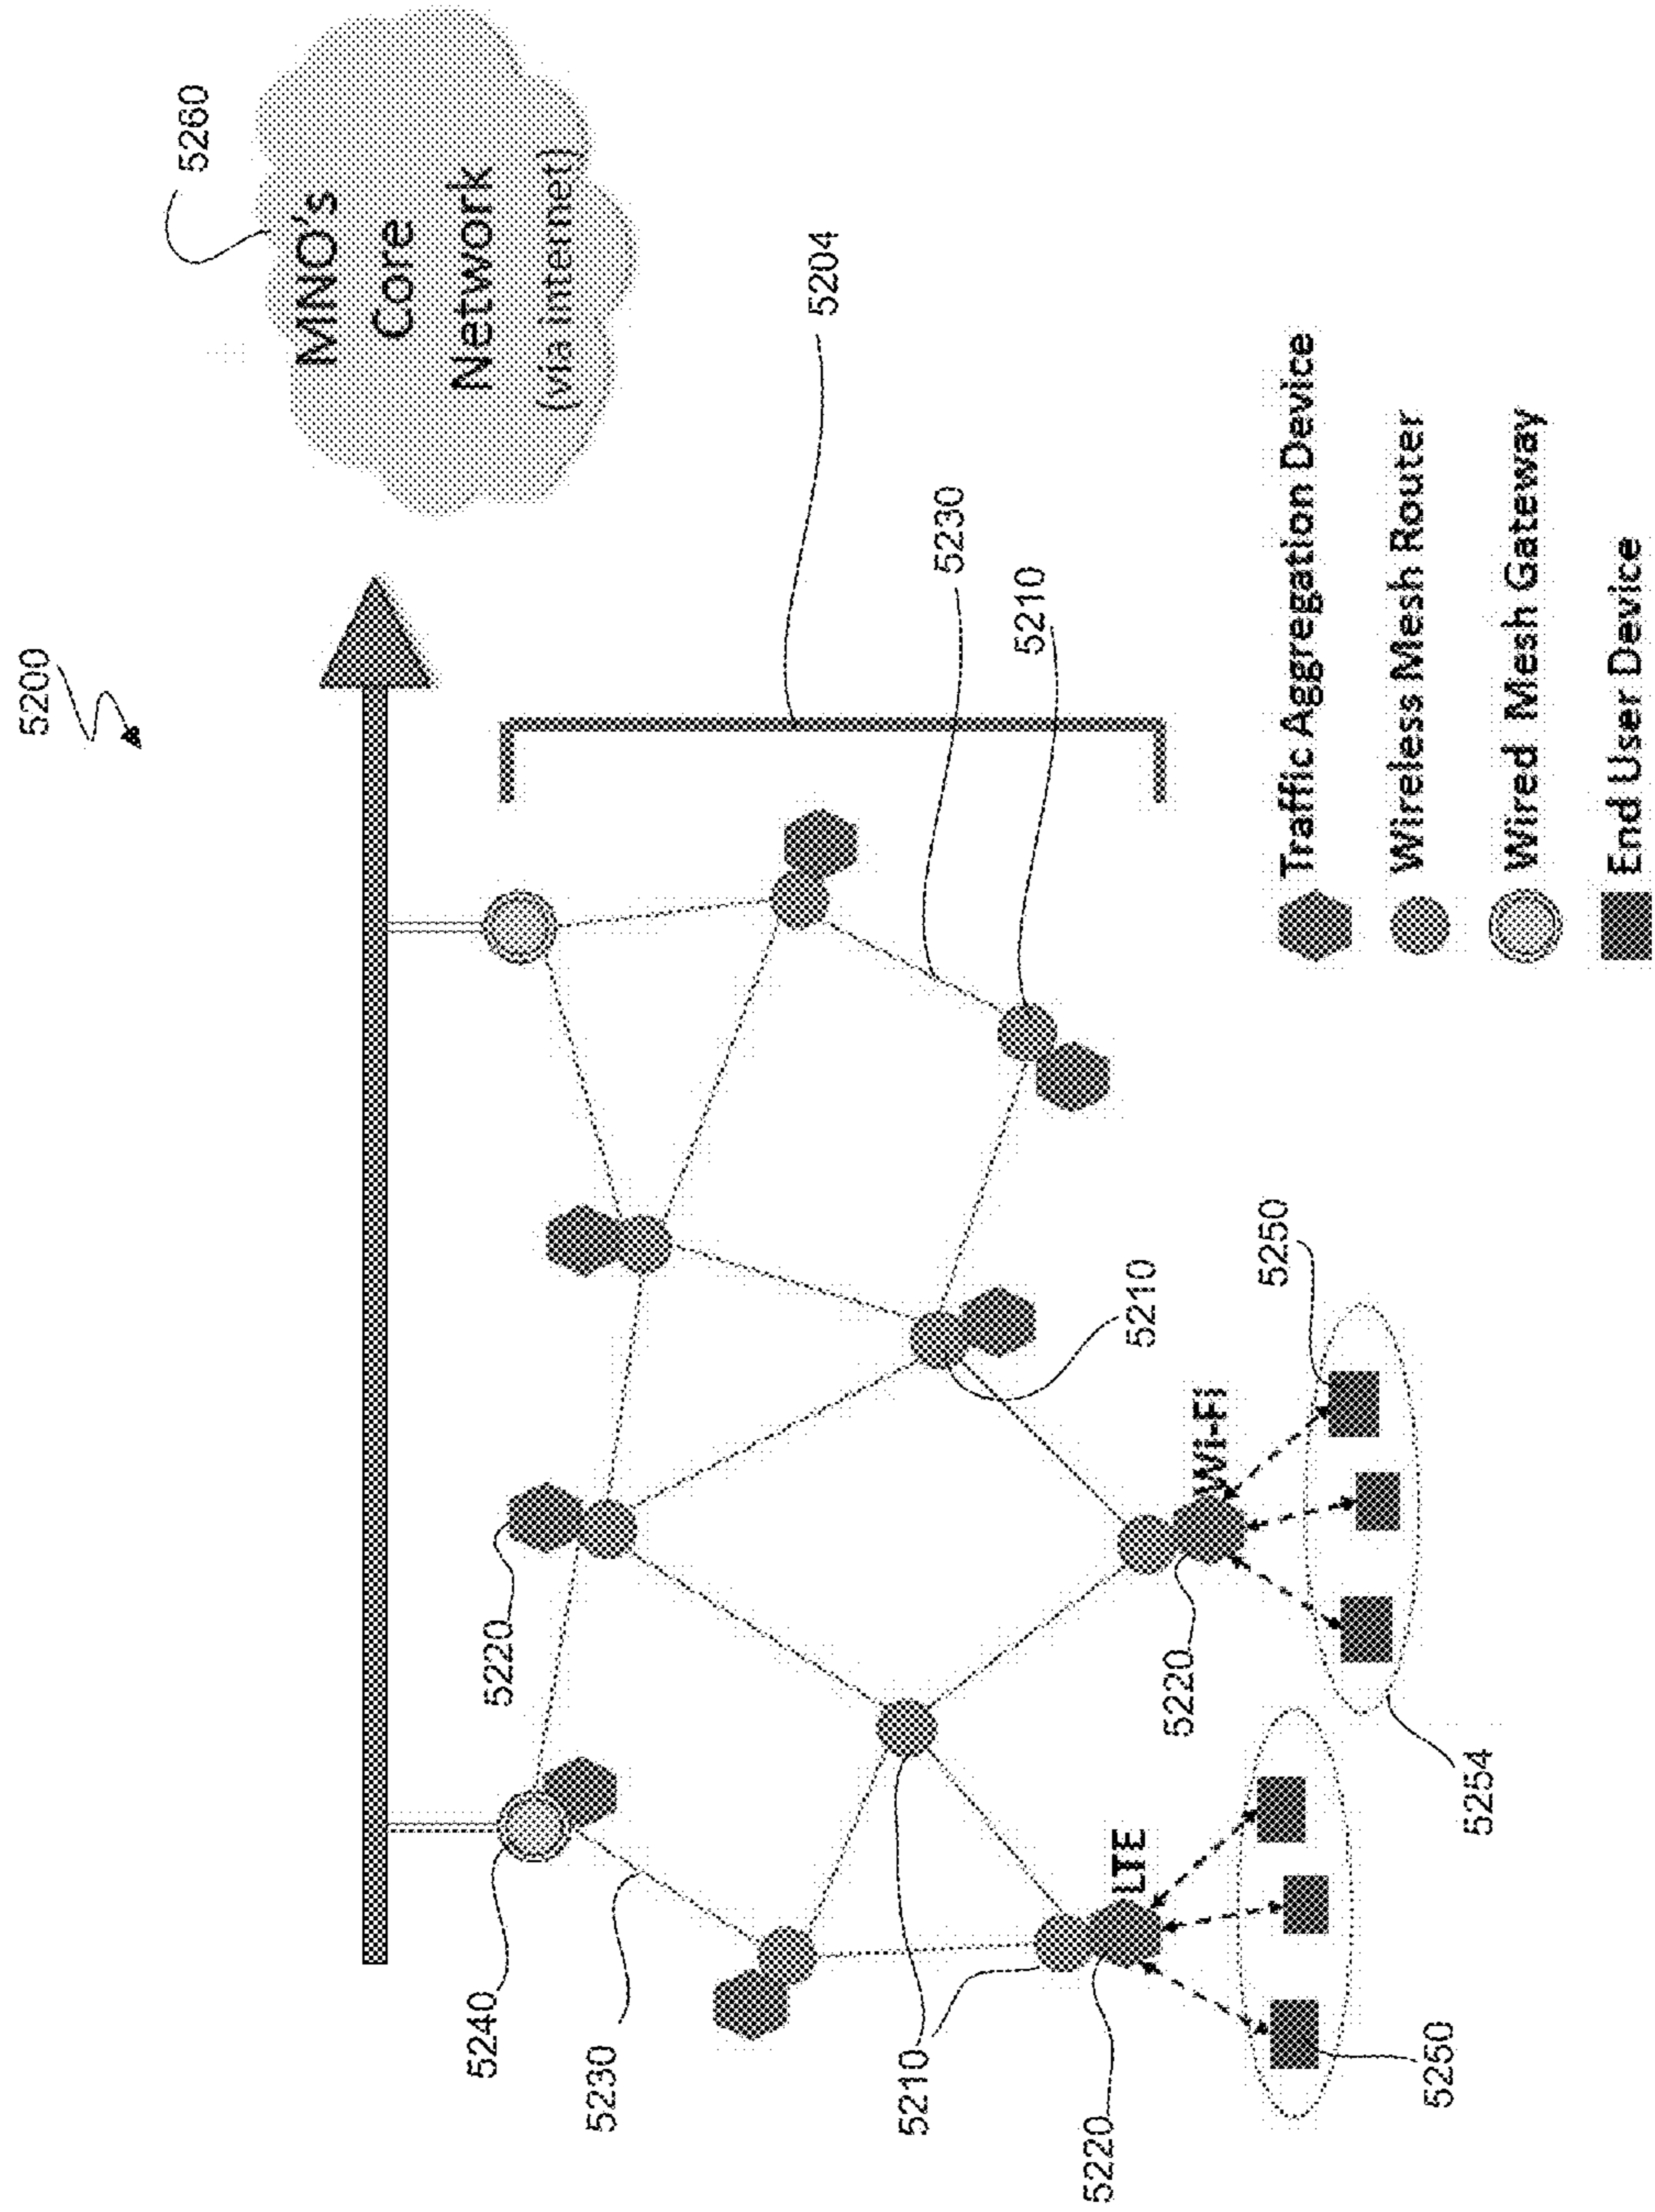 5200
5260
MNO's
Core
Network
(via internet)
5204
5240
5220
5230
5230
5210
5210
5210
LTE
Wi-Fi
5220
5220
5250
5250
5254
Traffic Aggregation Device
Wireless Mesh Router
Wired Mesh Gateway
End User Device